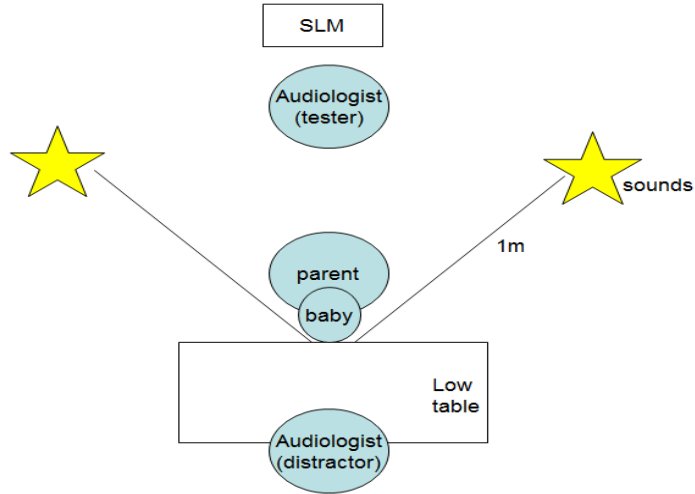 SLM
Audiologist
(tester)
sounds
1m
parent
baby
Low
table
Audiologist
(distractor)